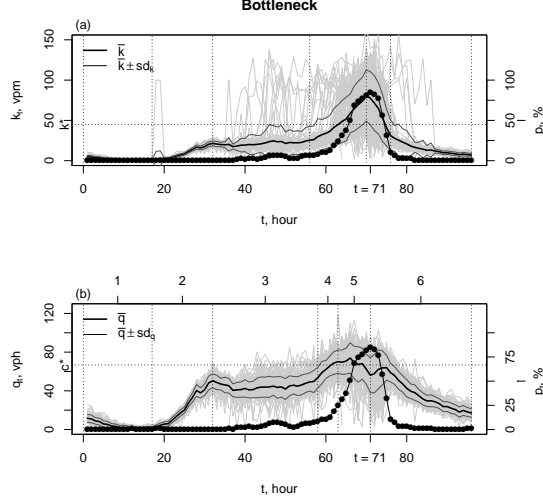 Bottleneck
(a)
k̄
k̄ ± sdₖ
kₜ, vpm
k*
0
50
100
150
0
50
100
pₜᴵ, %
0
20
40
60
t = 71
80
t, hour
(b)
1
2
3
4
5
6
q̄
q̄ ± sd_q
qₜ, vph
c*
0
40
80
120
0
25
50
75
pₜᴵ, %
0
20
40
60
t = 71
80
t, hour